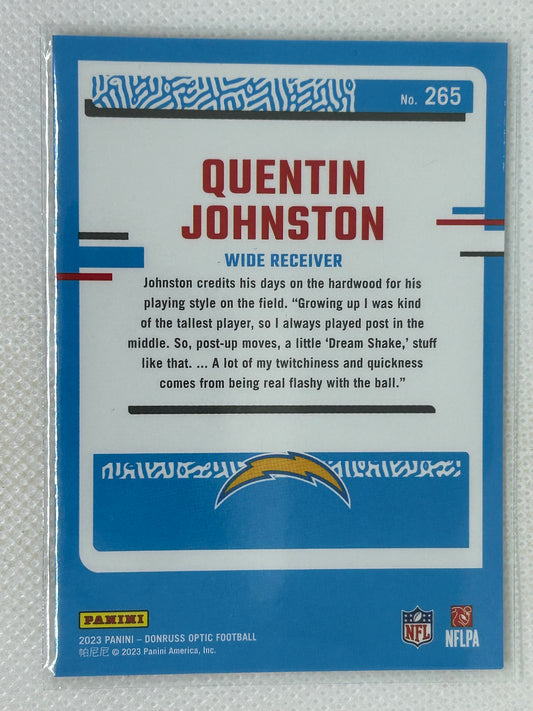 No. 265
QUENTIN
JOHNSTON
WIDE RECEIVER
Johnston credits his days on the hardwood for his
playing style on the field. “Growing up I was kind
of the tallest player, so I always played post in the
middle. So, post-up moves, a little ‘Dream Shake,’ stuff
like that. ... A lot of my twitchiness and quickness
comes from being real flashy with the ball.”
PANINI
2023 PANINI – DONRUSS OPTIC FOOTBALL
帕尼尼 © 2023 Panini America, Inc.
NFL
NFLPA